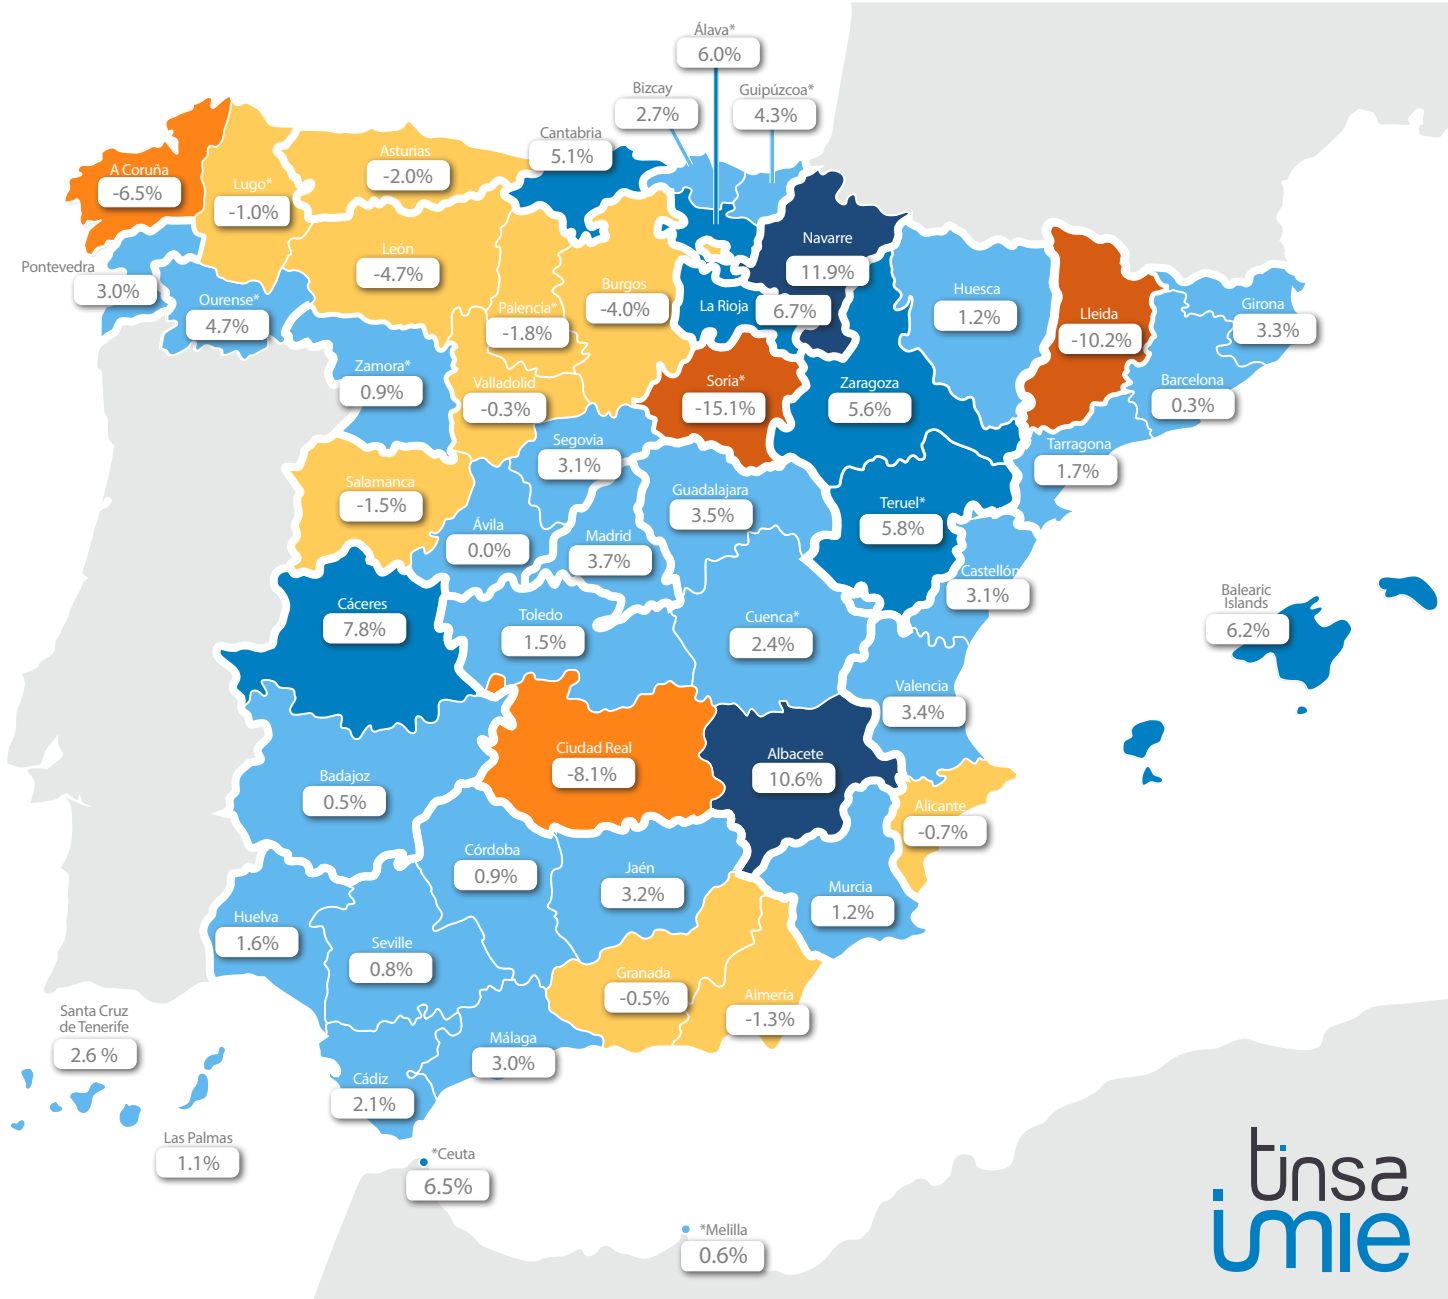 Álava*
6.0%
Bizcay
2.7%
Guipúzcoa*
4.3%
Cantabria
5.1%
Asturias
-2.0%
A Coruña
-6.5%
Lugo*
-1.0%
Navarre
11.9%
León
-4.7%
Pontevedra
3.0%
Ourense*
4.7%
Palencia*
-1.8%
Burgos
-4.0%
La Rioja
6.7%
Huesca
1.2%
Lleida
-10.2%
Girona
3.3%
Zamora*
0.9%
Valladolid
-0.3%
Soria*
-15.1%
Zaragoza
5.6%
Barcelona
0.3%
Segovia
3.1%
Tarragona
1.7%
Salamanca
-1.5%
Guadalajara
3.5%
Teruel*
5.8%
Ávila
0.0%
Madrid
3.7%
Castellón
3.1%
Cáceres
7.8%
Toledo
1.5%
Cuenca*
2.4%
Balearic
Islands
6.2%
Valencia
3.4%
Ciudad Real
-8.1%
Albacete
10.6%
Badajoz
0.5%
Alicante
-0.7%
Córdoba
0.9%
Jaén
3.2%
Murcia
1.2%
Huelva
1.6%
Seville
0.8%
Granada
-0.5%
Almería
-1.3%
Santa Cruz
de Tenerife
2.6 %
Málaga
3.0%
Cádiz
2.1%
Las Palmas
1.1%
*Ceuta
6.5%
*Melilla
0.6%
tinsa
imie